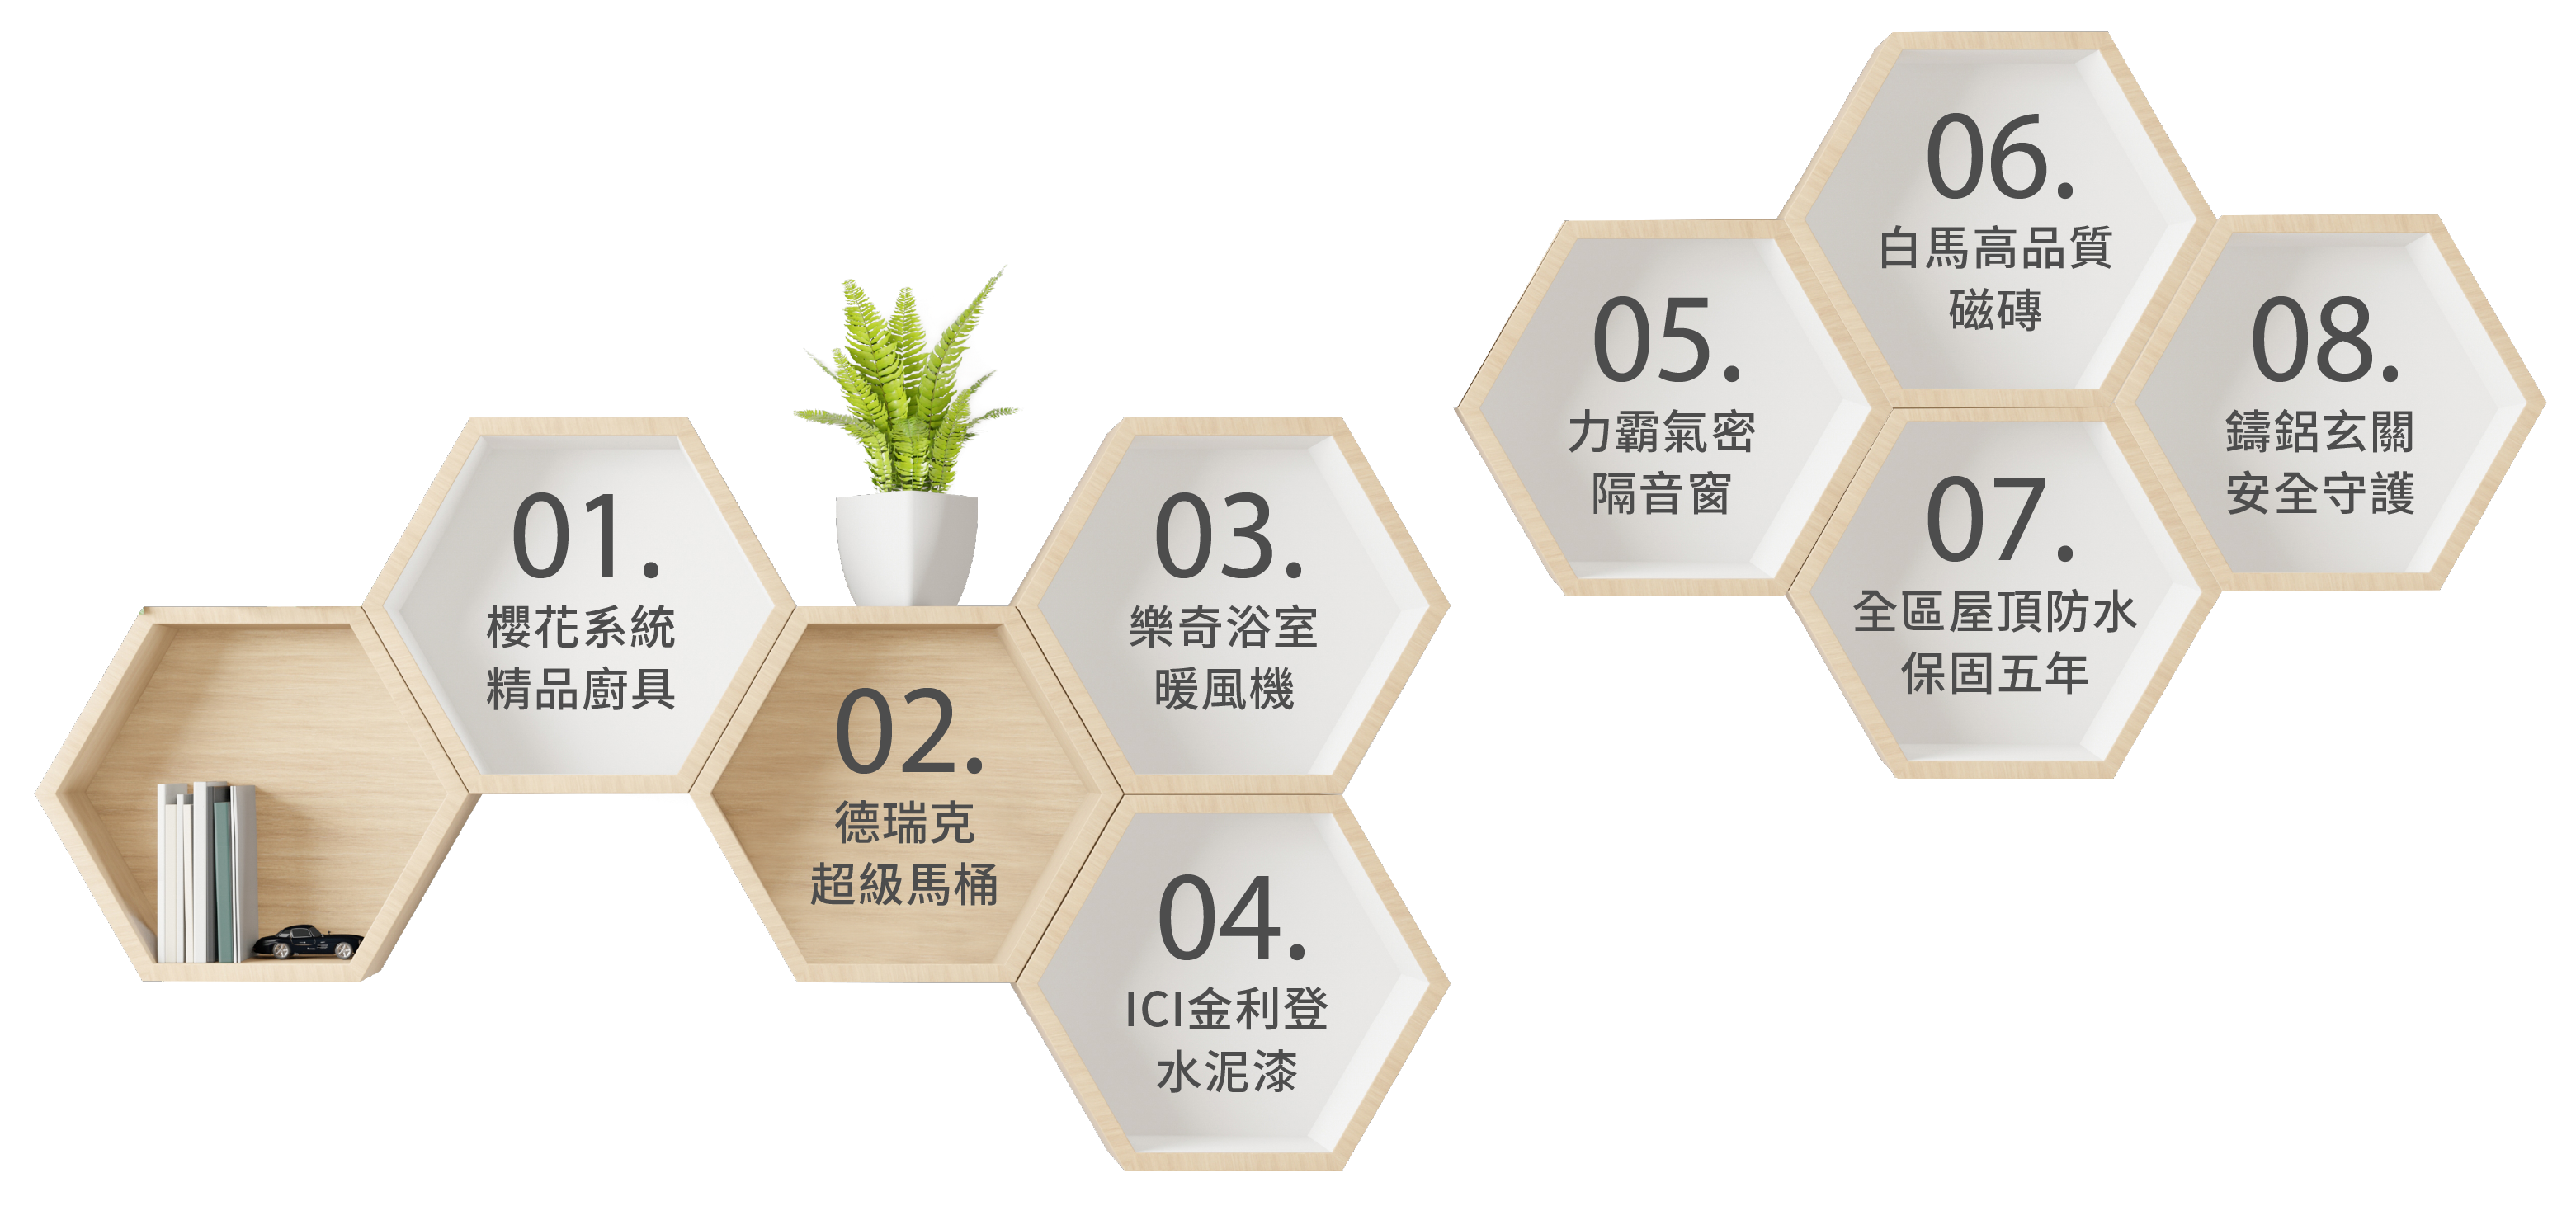 01.
櫻花系統
精品廚具
02.
德瑞克
超級馬桶
03.
樂奇浴室
暖風機
04.
ICI金利登
水泥漆
05.
力霸氣密
隔音窗
06.
白馬高品質
磁磚
07.
全區屋頂防水
保固五年
08.
鑄鋁玄關
安全守護